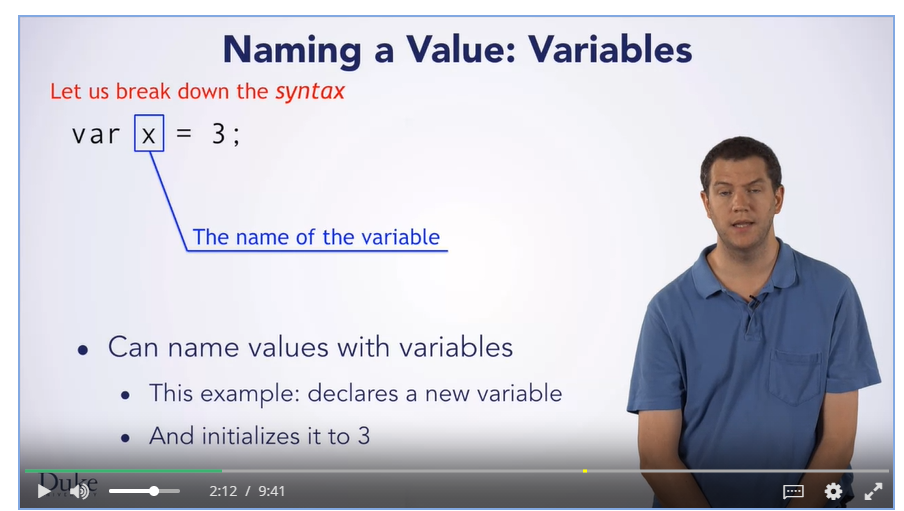 Naming a Value: Variables
Let us break down the syntax
var x = 3;
The name of the variable
• Can name values with variables
• This example: declares a new variable
• And initializes it to 3
Duke
2:12 / 9:41